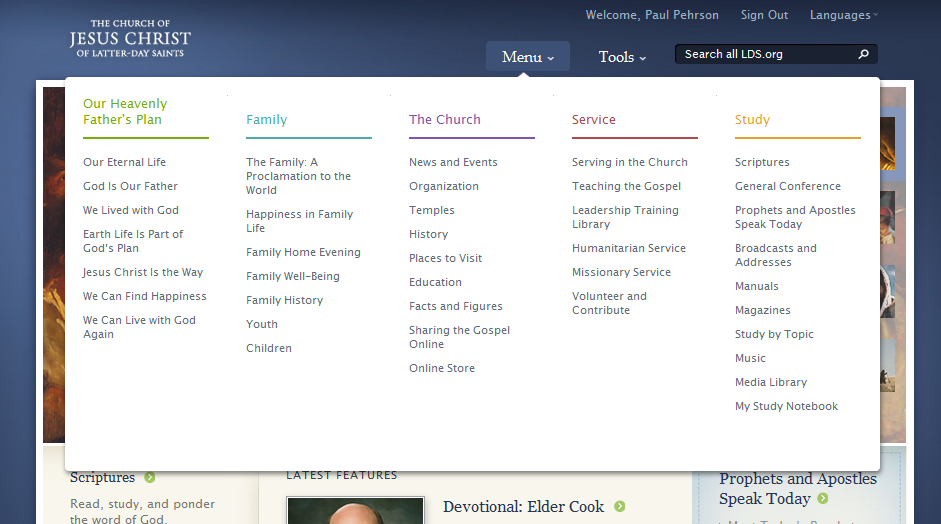 THE CHURCH OF
JESUS CHRIST
OF LATTER-DAY SAINTS
Welcome, Paul Pehrson
Sign Out
Languages
Menu
Tools
Search all LDS.org
Our Heavenly
Father's Plan
Our Eternal Life
God Is Our Father
We Lived with God
Earth Life Is Part of
God's Plan
Jesus Christ Is the Way
We Can Find Happiness
We Can Live with God
Again
Family
The Family: A
Proclamation to the
World
Happiness in Family
Life
Family Home Evening
Family Well-Being
Family History
Youth
Children
The Church
News and Events
Organization
Temples
History
Places to Visit
Education
Facts and Figures
Sharing the Gospel
Online
Online Store
Service
Serving in the Church
Teaching the Gospel
Leadership Training
Library
Humanitarian Service
Missionary Service
Volunteer and
Contribute
Study
Scriptures
General Conference
Prophets and Apostles
Speak Today
Broadcasts and
Addresses
Manuals
Magazines
Study by Topic
Music
Media Library
My Study Notebook
Scriptures
Read, study, and ponder
the word of God.
LATEST FEATURES
Devotional: Elder Cook
Prophets and Apostles
Speak Today